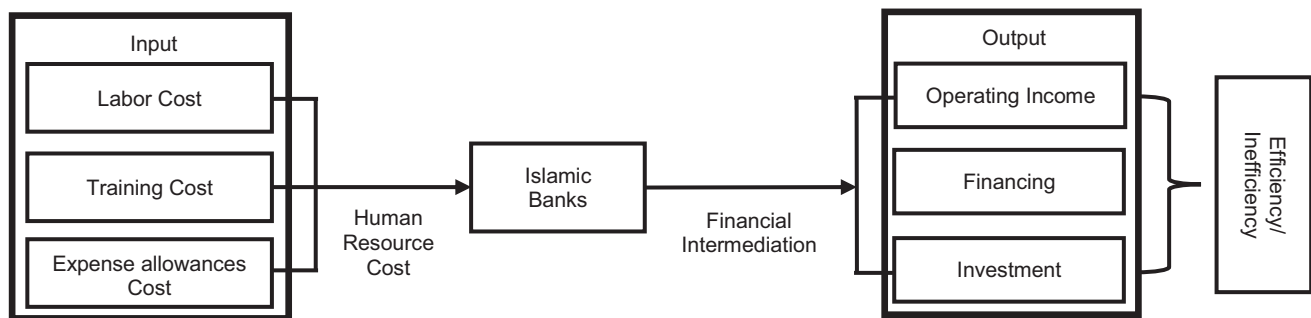 Input
Labor Cost
Training Cost
Expense allowances
Cost
Human
Resource
Cost
Islamic
Banks
Financial
Intermediation
Output
Operating Income
Financing
Investment
Efficiency/
Inefficiency